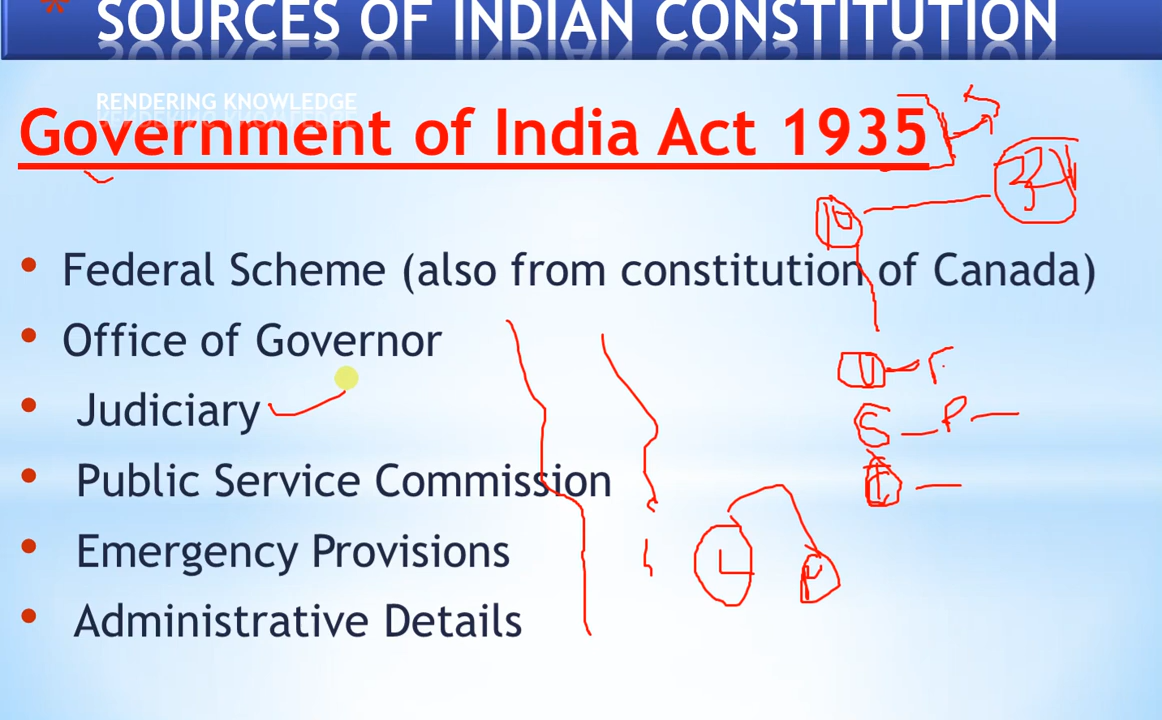 * SOURCES OF INDIAN CONSTITUTION
RENDERING KNOWLEDGE
Government of India Act 1935
• Federal Scheme (also from constitution of Canada)
• Office of Governor
• Judiciary
• Public Service Commission
• Emergency Provisions
• Administrative Details